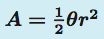 A = ½θr²